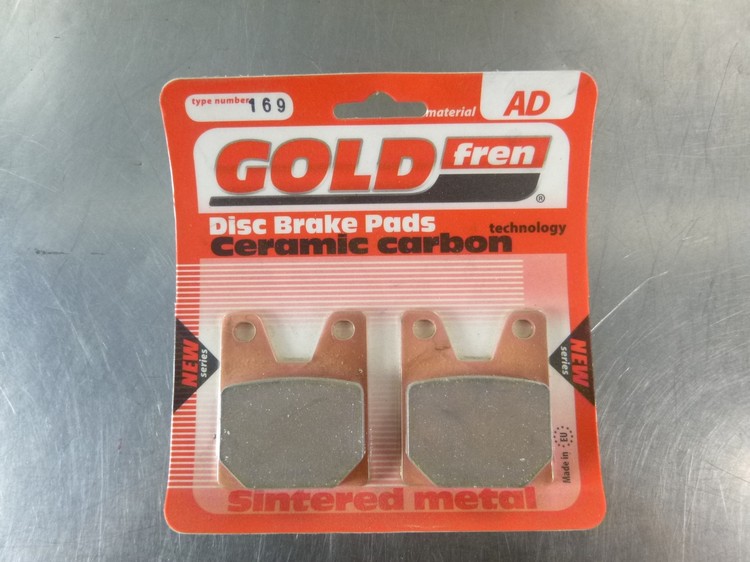 type number 169
material AD
GOLD fren ®
Disc Brake Pads
technology
Ceramic carbon
NEW series
NEW series
Made in EU
Sintered metal